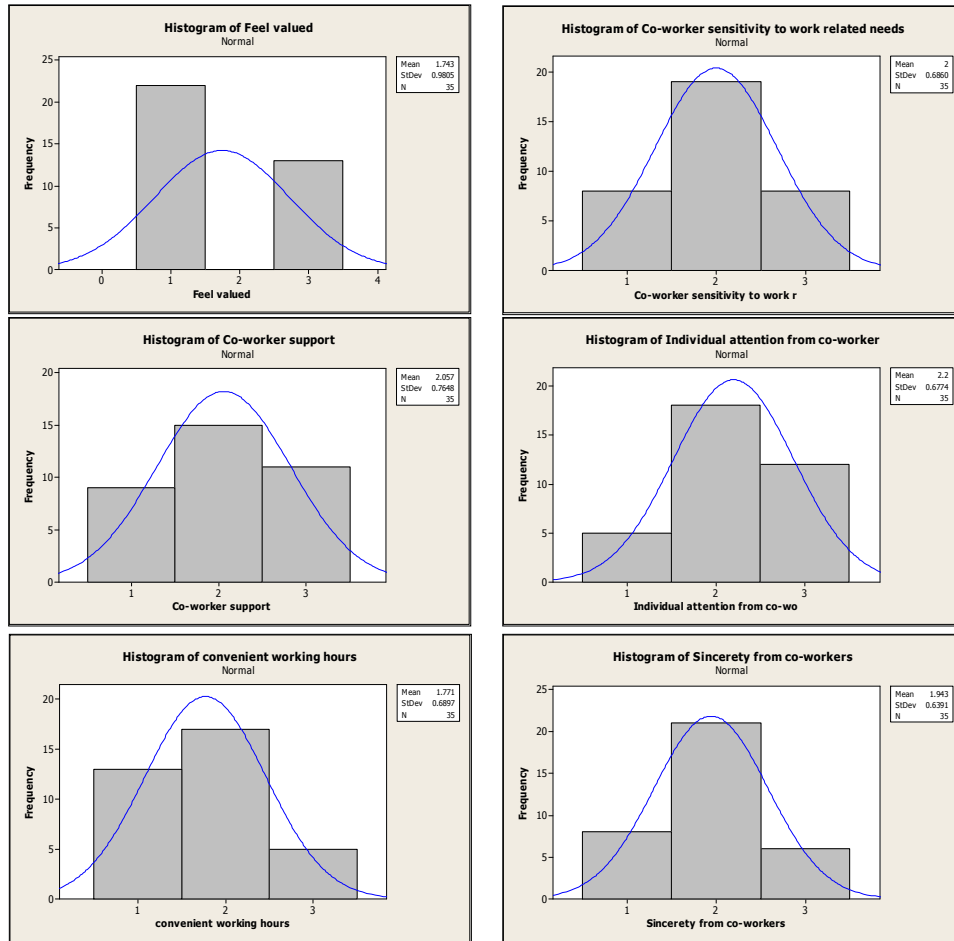 Histogram of Feel valued
Normal
Mean 1.743
StDev 0.9805
N 35
Frequency
25
20
15
10
5
0
0 1 2 3 4
Feel valued
Histogram of Co-worker sensitivity to work related needs
Normal
Mean 2
StDev 0.6860
N 35
Frequency
20
15
10
5
0
1 2 3
Co-worker sensitivity to work r
Histogram of Co-worker support
Normal
Mean 2.057
StDev 0.7648
N 35
Frequency
20
15
10
5
0
1 2 3
Co-worker support
Histogram of Individual attention from co-worker
Normal
Mean 2.2
StDev 0.6774
N 35
Frequency
20
15
10
5
0
1 2 3
Individual attention from co-wo
Histogram of convenient working hours
Normal
Mean 1.771
StDev 0.6897
N 35
Frequency
20
15
10
5
0
1 2 3
convenient working hours
Histogram of Sincerety from co-workers
Normal
Mean 1.943
StDev 0.6391
N 35
Frequency
25
20
15
10
5
0
1 2 3
Sincerety from co-workers